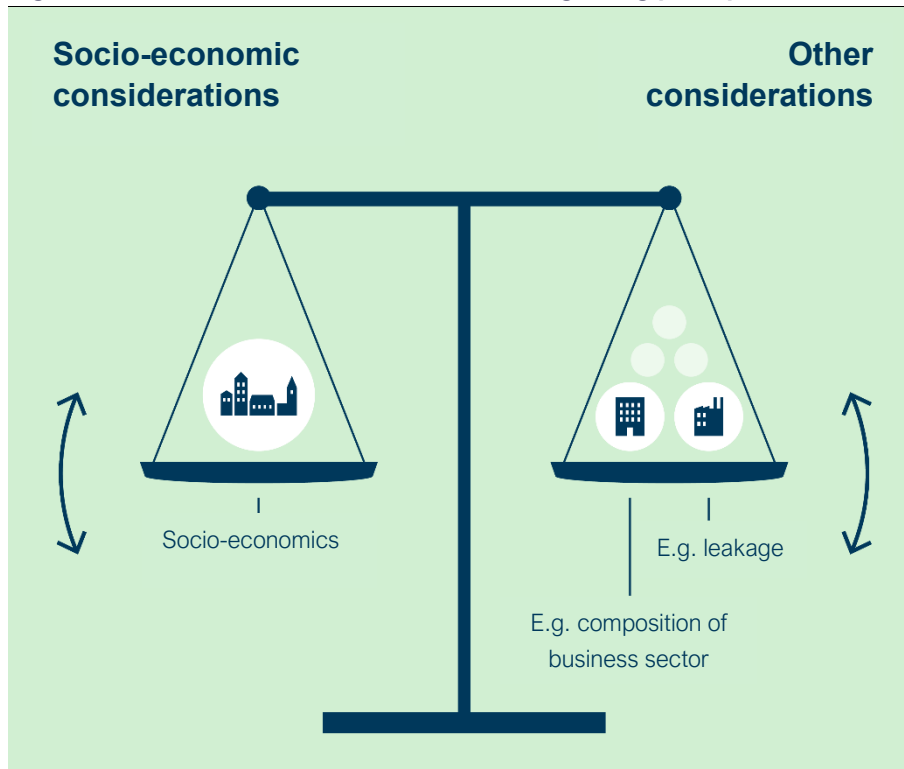 Socio-economic
considerations
Other
considerations
Socio-economics
E.g. leakage
E.g. composition of
business sector